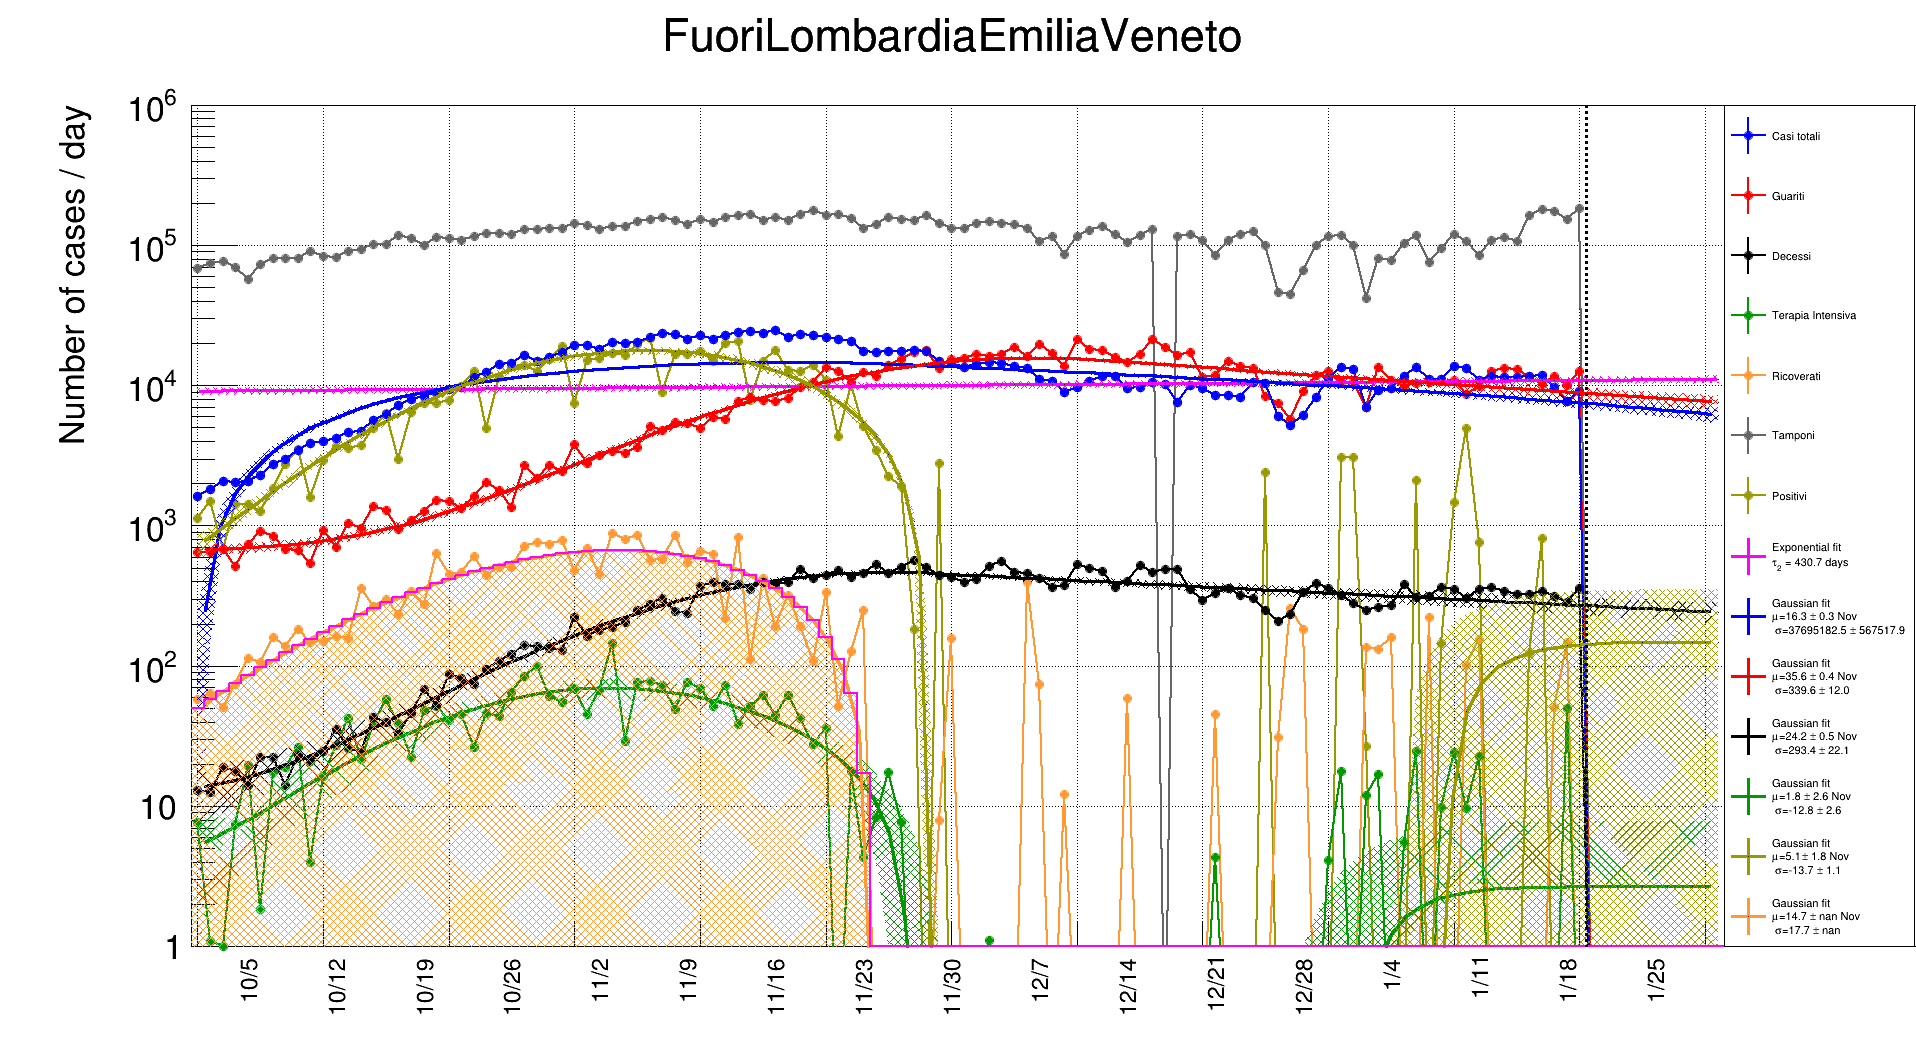 FuoriLombardiaEmiliaVeneto
Number of cases / day
10^6
10^5
10^4
10^3
10^2
10
1
10/5
10/12
10/19
10/26
11/2
11/9
11/16
11/23
11/30
12/7
12/14
12/21
12/28
1/4
1/11
1/18
1/25
Casi totali
Guariti
Decessi
Terapia Intensiva
Ricoverati
Tamponi
Positivi
Exponential fit
τ_2 = 430.7 days
Gaussian fit
μ=16.3 ± 0.3 Nov
σ=37695182.5 ± 567517.9
Gaussian fit
μ=35.6 ± 0.4 Nov
σ=339.6 ± 12.0
Gaussian fit
μ=24.2 ± 0.5 Nov
σ=293.4 ± 22.1
Gaussian fit
μ=1.8 ± 2.6 Nov
σ=-12.8 ± 2.6
Gaussian fit
μ=5.1 ± 1.8 Nov
σ=-13.7 ± 1.1
Gaussian fit
μ=14.7 ± nan Nov
σ=17.7 ± nan